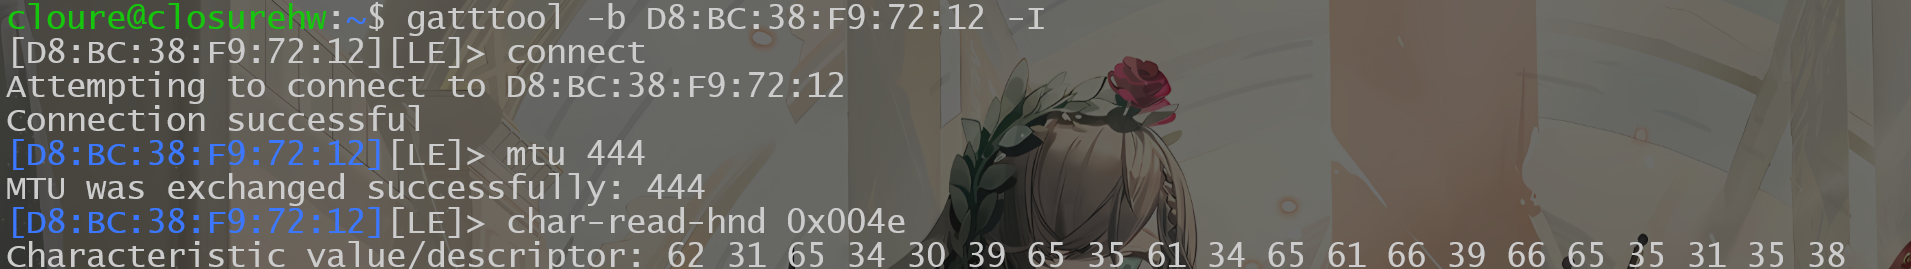 cloure@closurehw:~$ gatttool -b D8:BC:38:F9:72:12 -I
[D8:BC:38:F9:72:12][LE]> connect
Attempting to connect to D8:BC:38:F9:72:12
Connection successful
[D8:BC:38:F9:72:12][LE]> mtu 444
MTU was exchanged successfully: 444
[D8:BC:38:F9:72:12][LE]> char-read-hnd 0x004e
Characteristic value/descriptor: 62 31 65 34 30 39 65 35 61 34 65 61 66 39 66 65 35 31 35 38